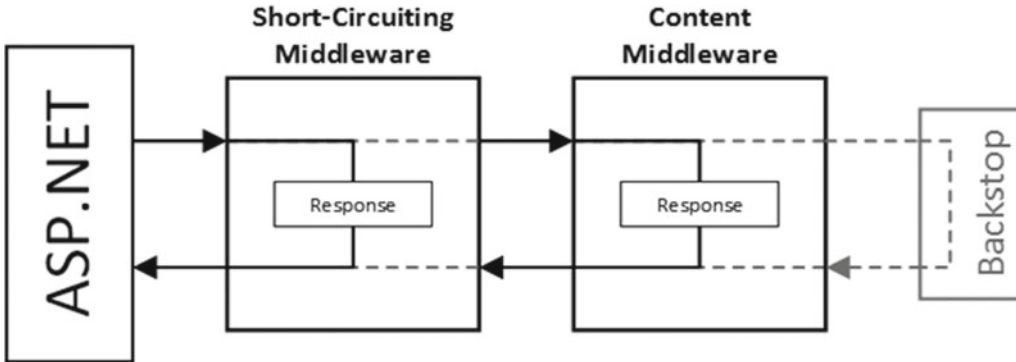 Short-Circuiting
Middleware
Content
Middleware
ASP.NET
Response
Response
Backstop